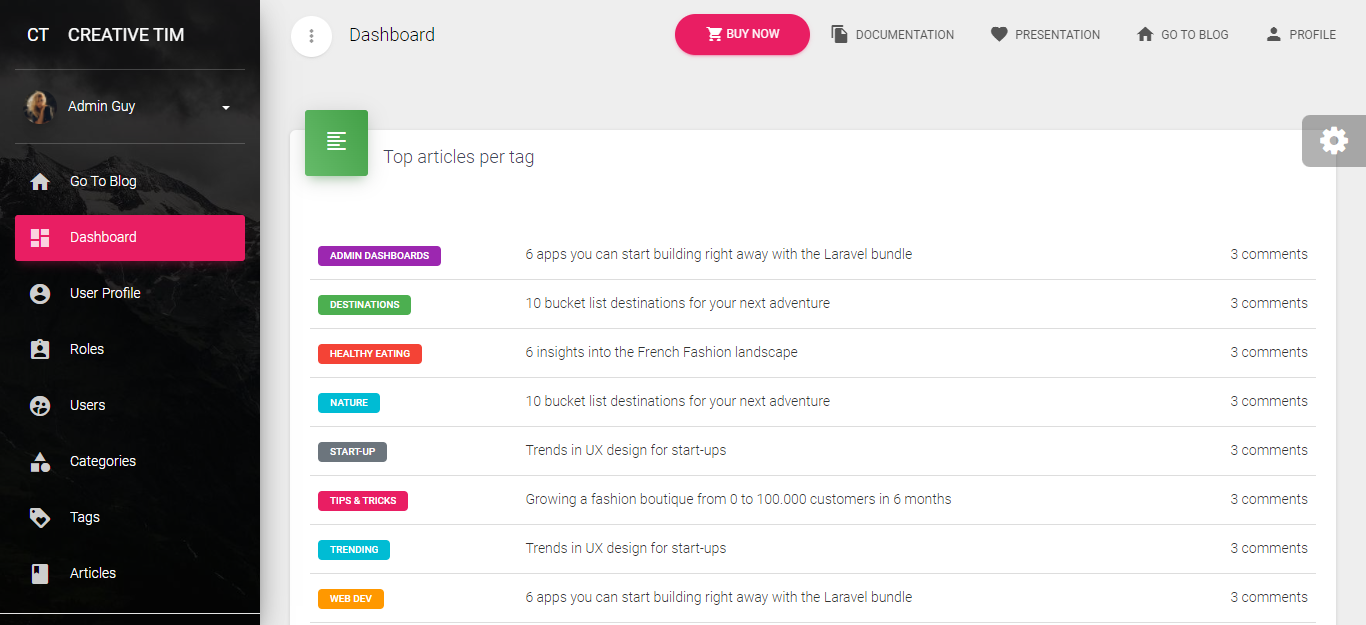 CT CREATIVE TIM
Admin Guy
Go To Blog
Dashboard
User Profile
Roles
Users
Categories
Tags
Articles
Dashboard
BUY NOW
DOCUMENTATION
PRESENTATION
GO TO BLOG
PROFILE
Top articles per tag
ADMIN DASHBOARDS 6 apps you can start building right away with the Laravel bundle 3 comments
DESTINATIONS 10 bucket list destinations for your next adventure 3 comments
HEALTHY EATING 6 insights into the French Fashion landscape 3 comments
NATURE 10 bucket list destinations for your next adventure 3 comments
START-UP Trends in UX design for start-ups 3 comments
TIPS & TRICKS Growing a fashion boutique from 0 to 100.000 customers in 6 months 3 comments
TRENDING Trends in UX design for start-ups 3 comments
WEB DEV 6 apps you can start building right away with the Laravel bundle 3 comments